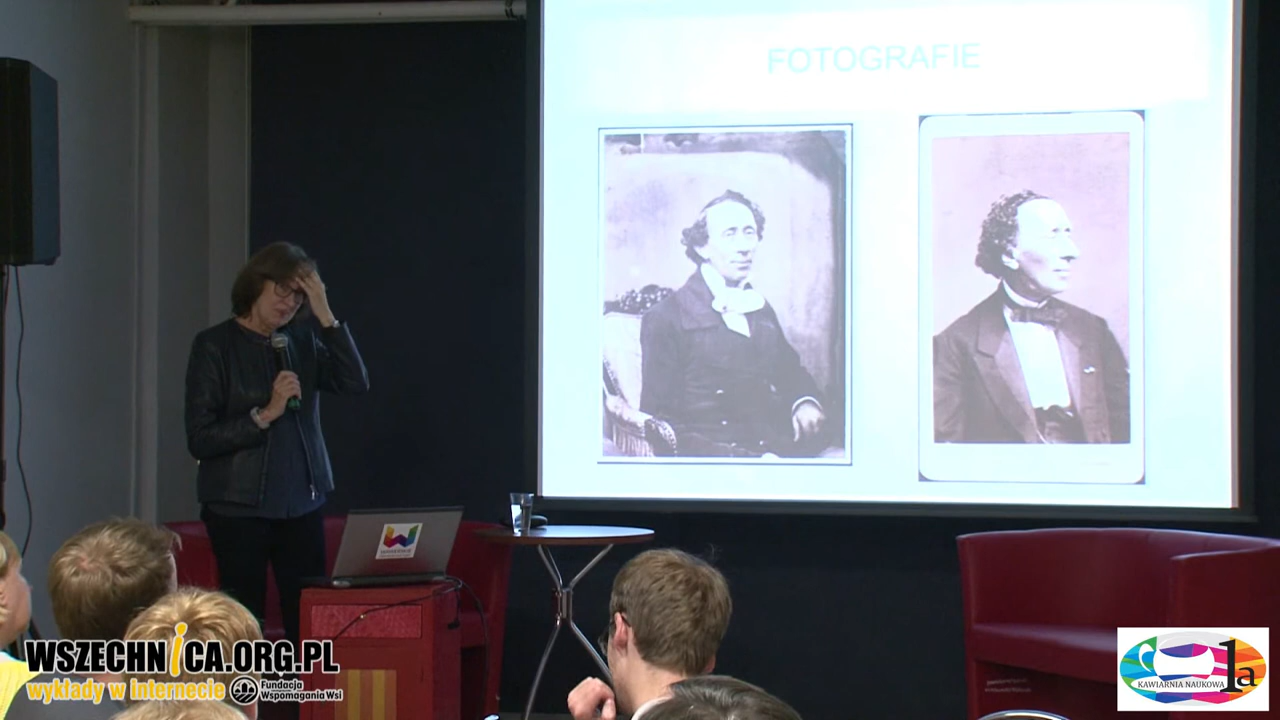 FOTOGRAFIE
WSZECHNICA.ORG.PL
wykłady w internecie
Fundacja
Wspomagania Wsi
KAWIARNIA NAUKOWA 1a